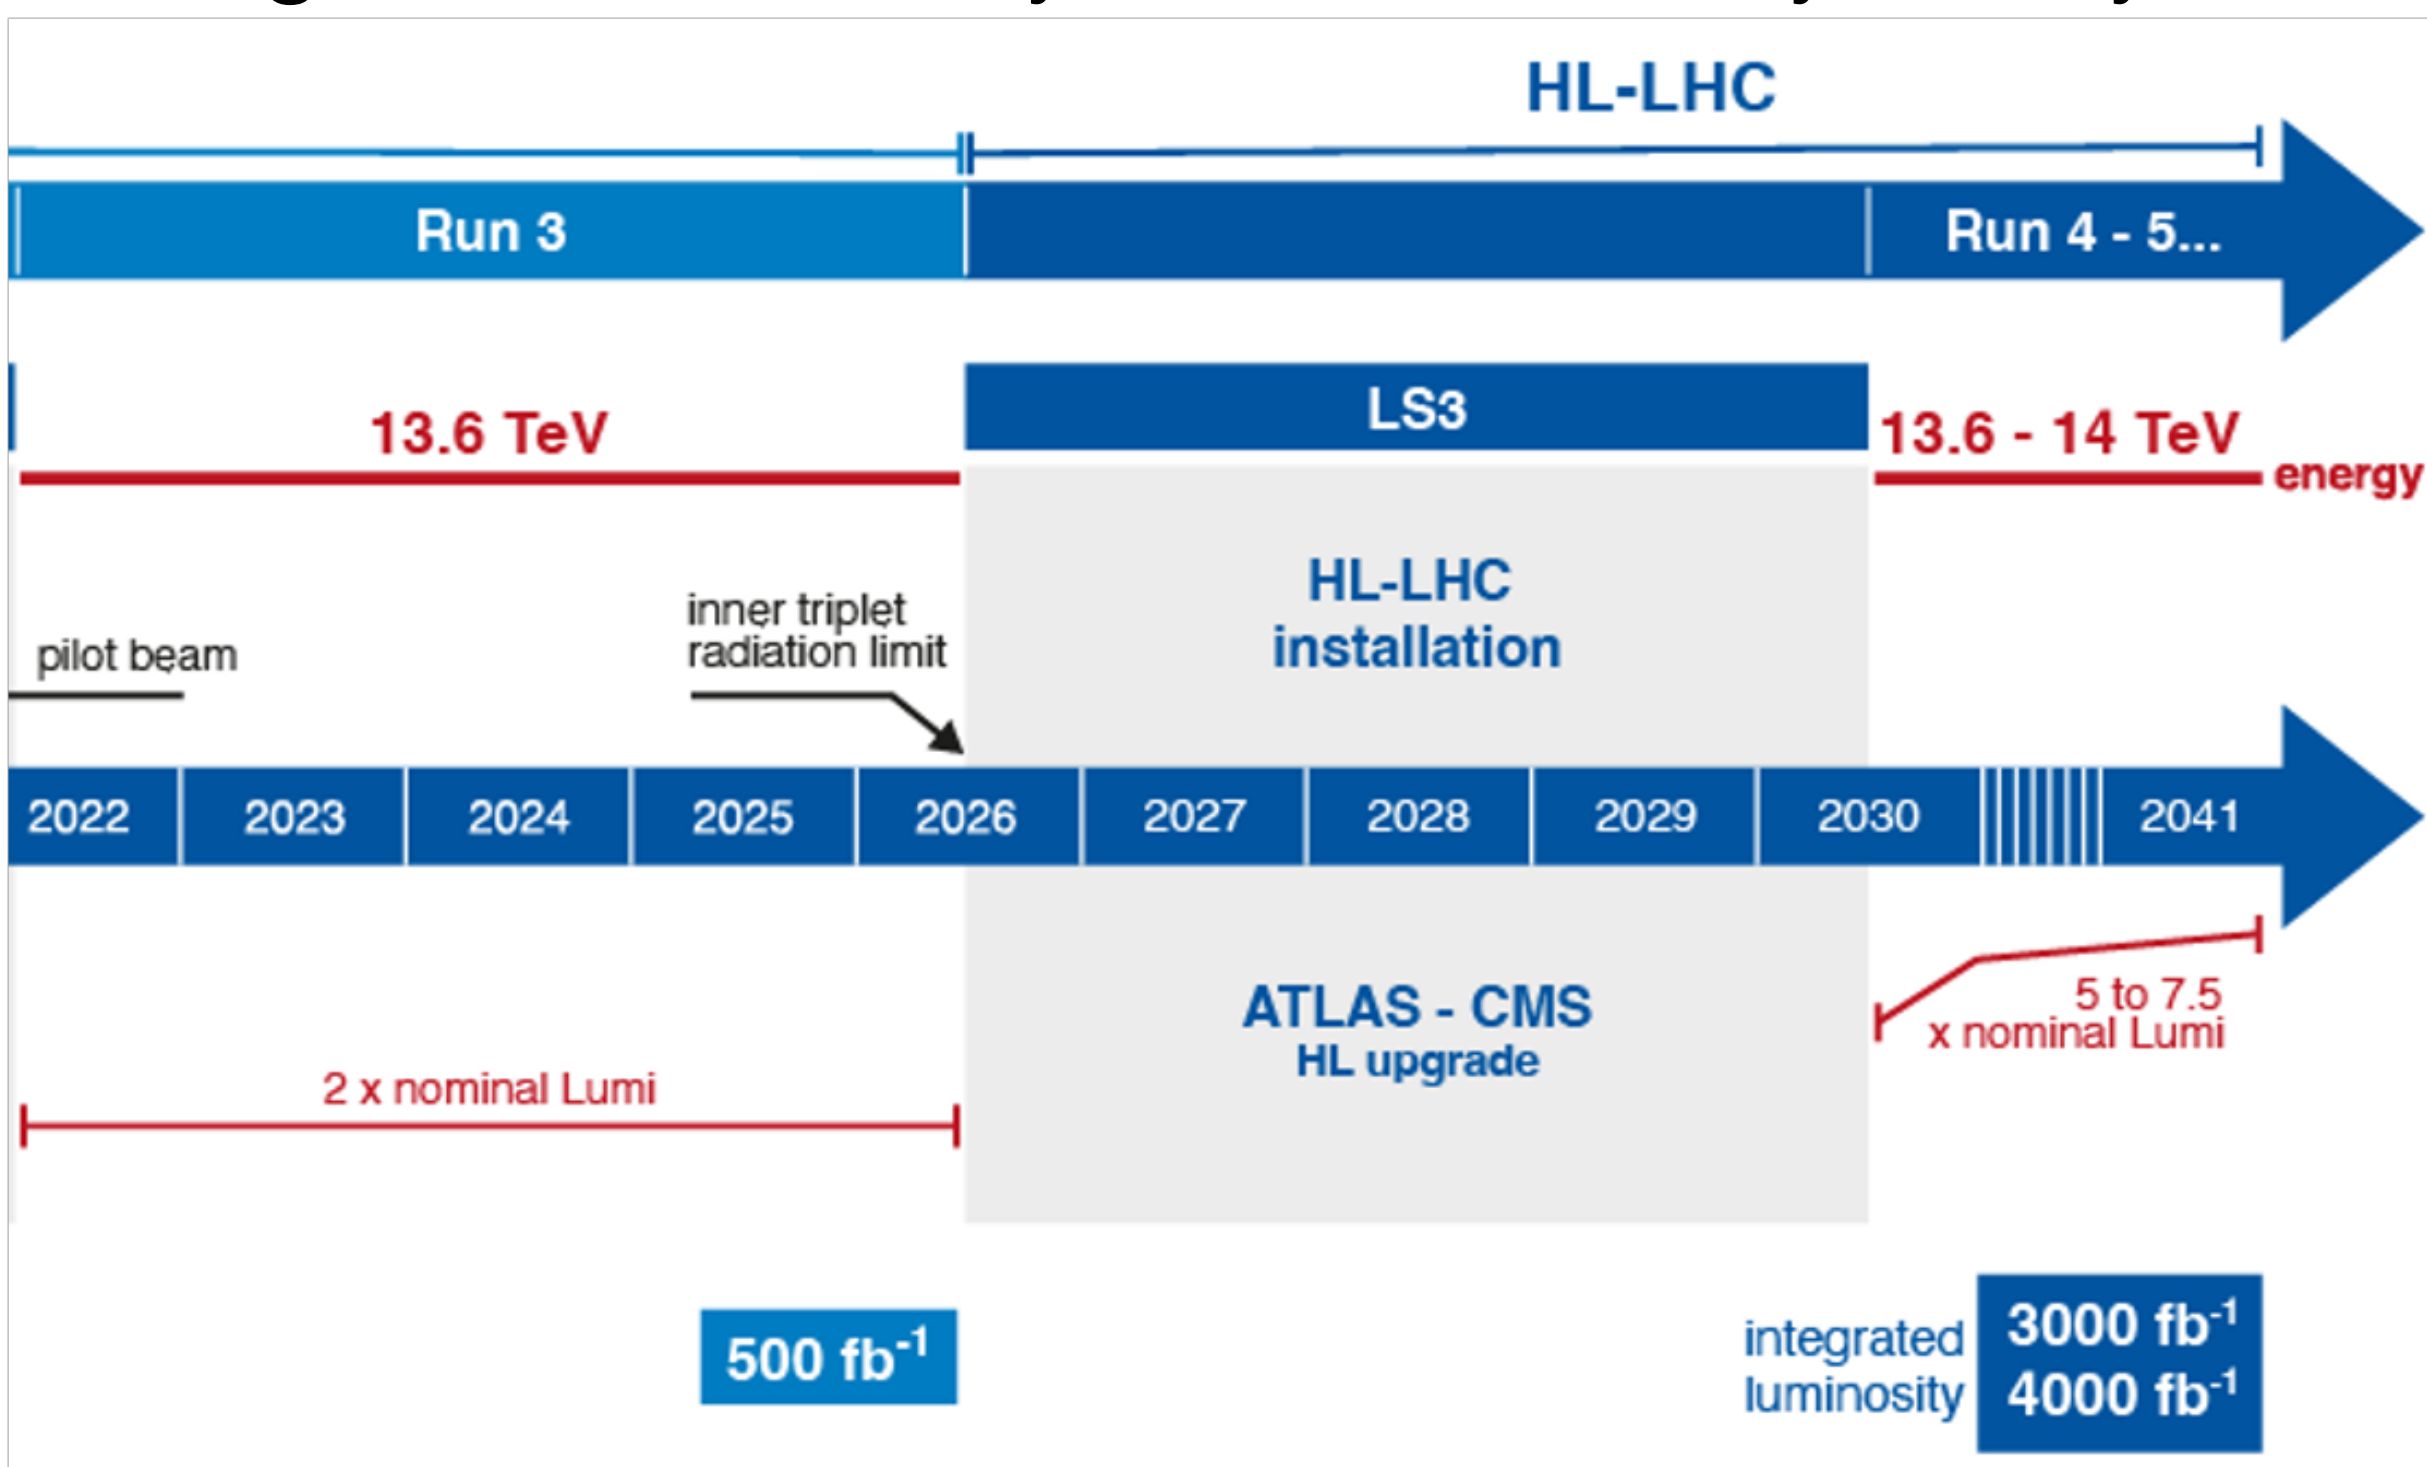 HL-LHC
Run 3
Run 4 - 5...
LS3
13.6 TeV
13.6 - 14 TeV
energy
HL-LHC
installation
inner triplet
radiation limit
pilot beam
2022 2023 2024 2025 2026 2027 2028 2029 2030 2041
5 to 7.5
x nominal Lumi
ATLAS - CMS
HL upgrade
2 x nominal Lumi
500 fb⁻¹
integrated
luminosity
3000 fb⁻¹
4000 fb⁻¹